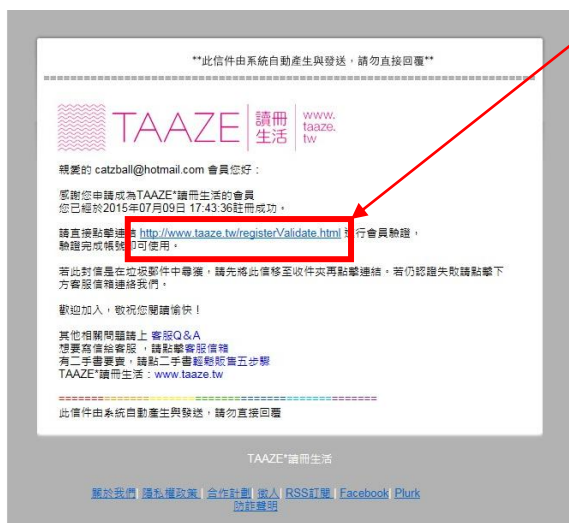 **此信件由系統自動產生與發送，請勿直接回覆**
==========================================================
TAAZE 讀冊生活 www.taaze.tw
親愛的 catzball@hotmail.com 會員您好：
感謝您申請成為TAAZE*讀冊生活的會員
您已經於2015年07月09日 17:43:36註冊成功，
請直接點擊連結 http://www.taaze.tw/registerValidate.html 進行會員驗證，
驗證完成帳號即可使用。
若此封信是在垃圾郵件中尋獲，請先將此信移至收件夾再點擊連結。若仍認證失敗請點擊下
方客服信箱連絡我們。
歡迎加入，敬祝您閱讀愉快！
其他相關問題請上 客服Q&A
想要寫信給客服 ，請點擊客服信箱
有二手書要賣，請點二手書輕鬆販售五步驟
TAAZE*讀冊生活：www.taaze.tw
==========================================
此信件由系統自動產生與發送，請勿直接回覆
TAAZE*讀冊生活
關於我們| 隱私權政策 | 合作計劃| 徵人| RSS訂閱 | Facebook| Plurk
防詐聲明